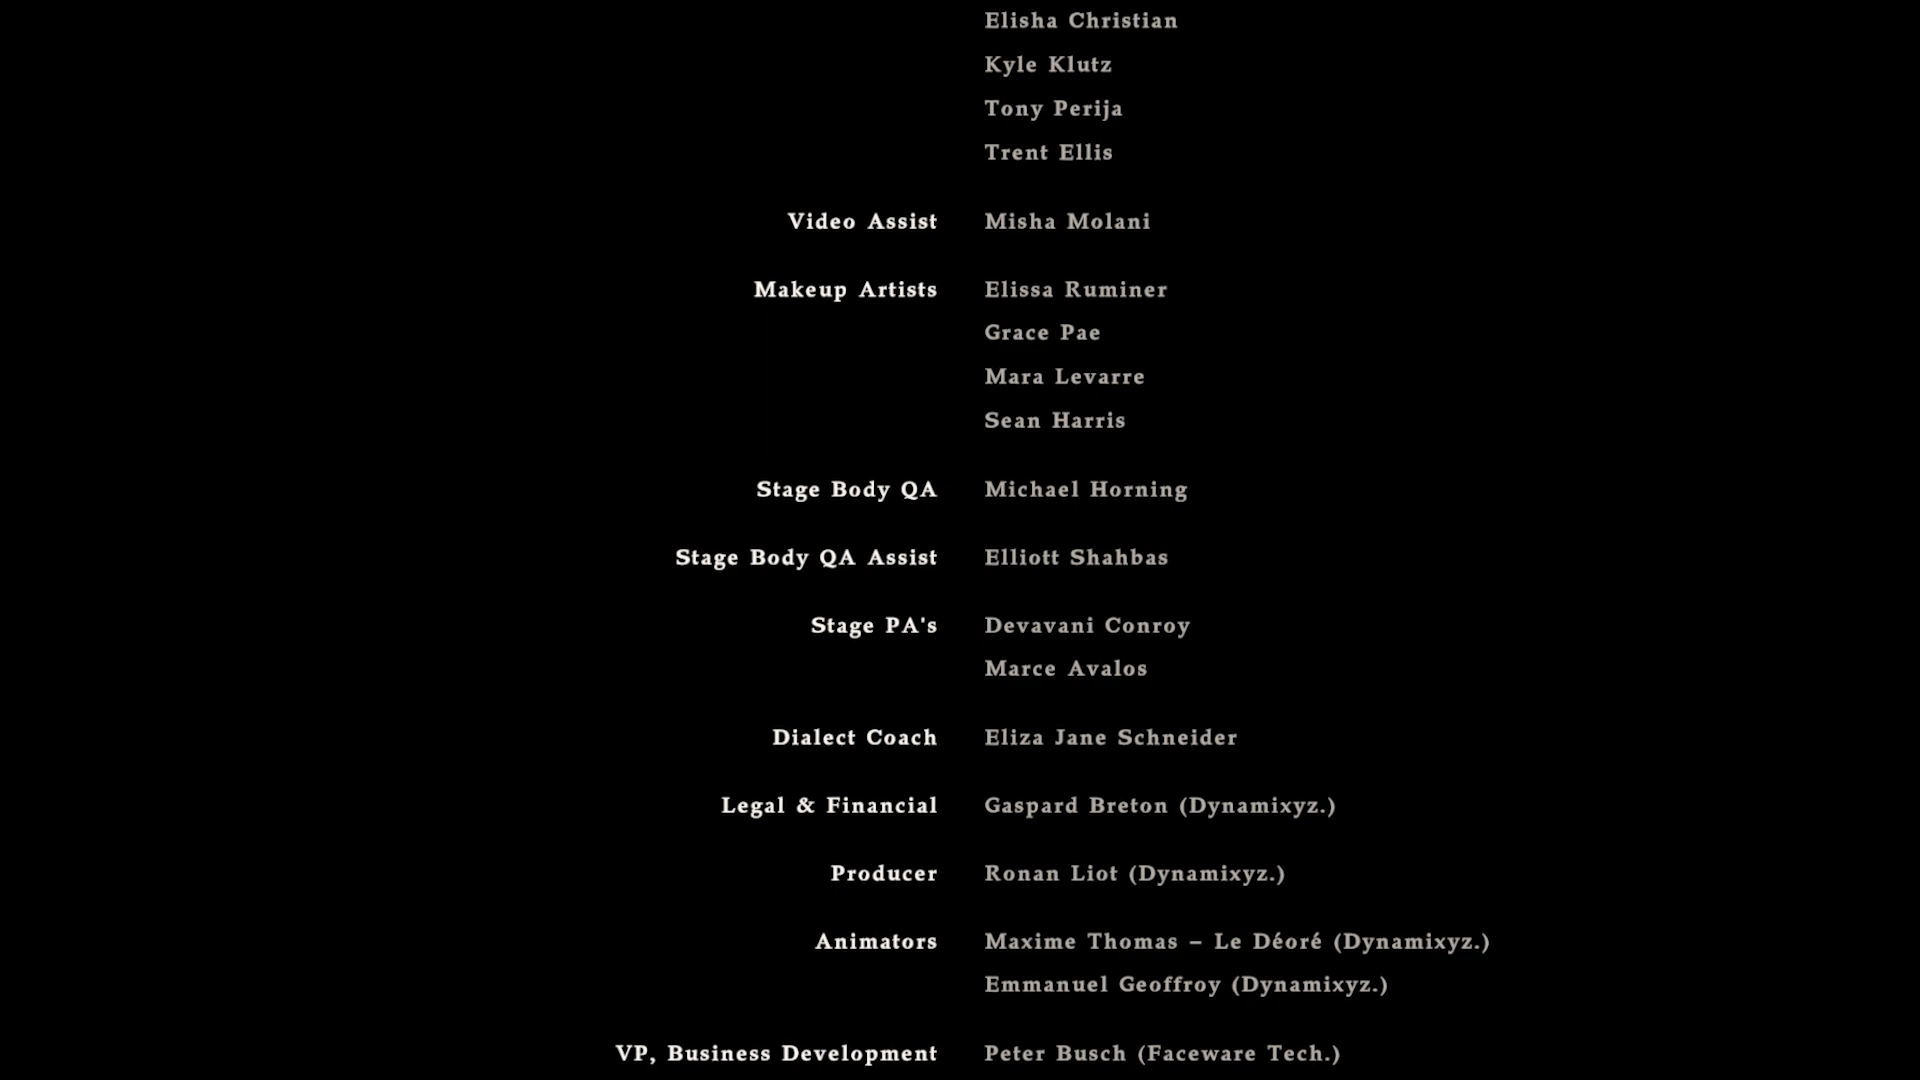 Elisha Christian
Kyle Klutz
Tony Perija
Trent Ellis
Video Assist Misha Molani
Makeup Artists Elissa Ruminer
Grace Pae
Mara Levarre
Sean Harris
Stage Body QA Michael Horning
Stage Body QA Assist Elliott Shahbas
Stage PA's Devavani Conroy
Marce Avalos
Dialect Coach Eliza Jane Schneider
Legal & Financial Gaspard Breton (Dynamixyz.)
Producer Ronan Liot (Dynamixyz.)
Animators Maxime Thomas – Le Déoré (Dynamixyz.)
Emmanuel Geoffroy (Dynamixyz.)
VP, Business Development Peter Busch (Faceware Tech.)